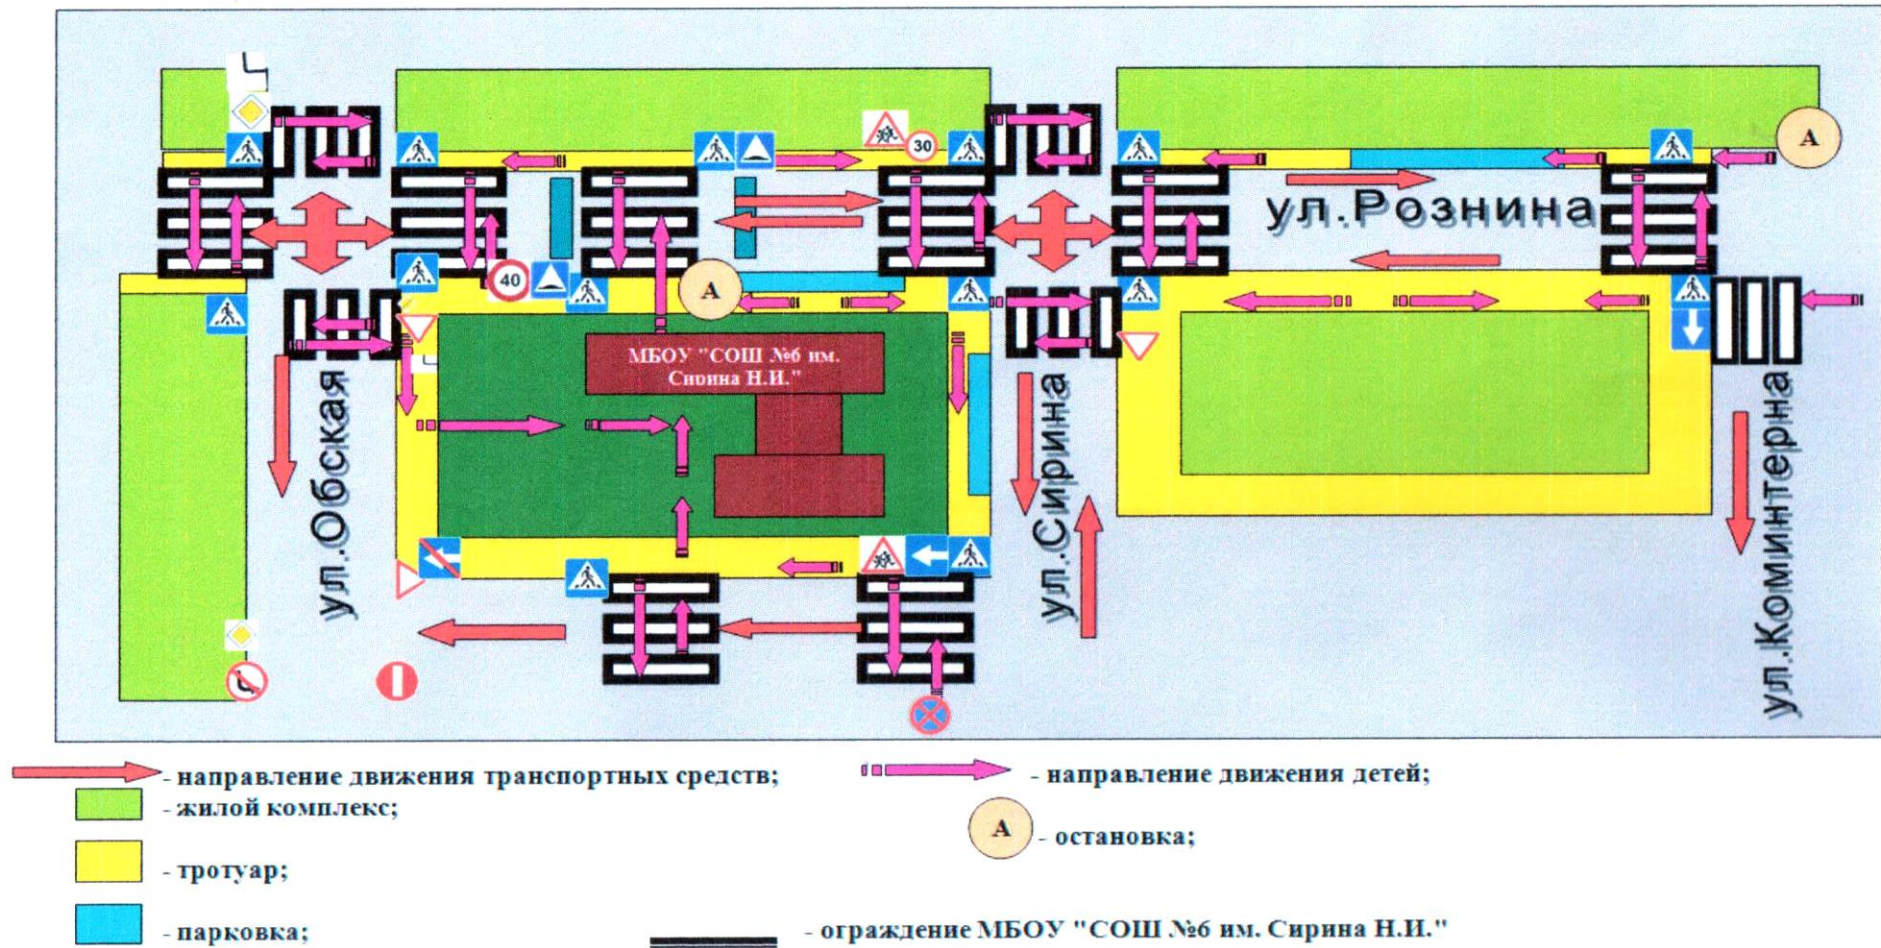 30
А
ул.Рознина
40
А
МБОУ "СОШ №6 им.
Сирина Н.И."
ул.Обская
ул.Сирина
ул.Коминтерна
- направление движения транспортных средств;
- направление движения детей;
- жилой комплекс;
А - остановка;
- тротуар;
- парковка;
- ограждение МБОУ "СОШ №6 им. Сирина Н.И."